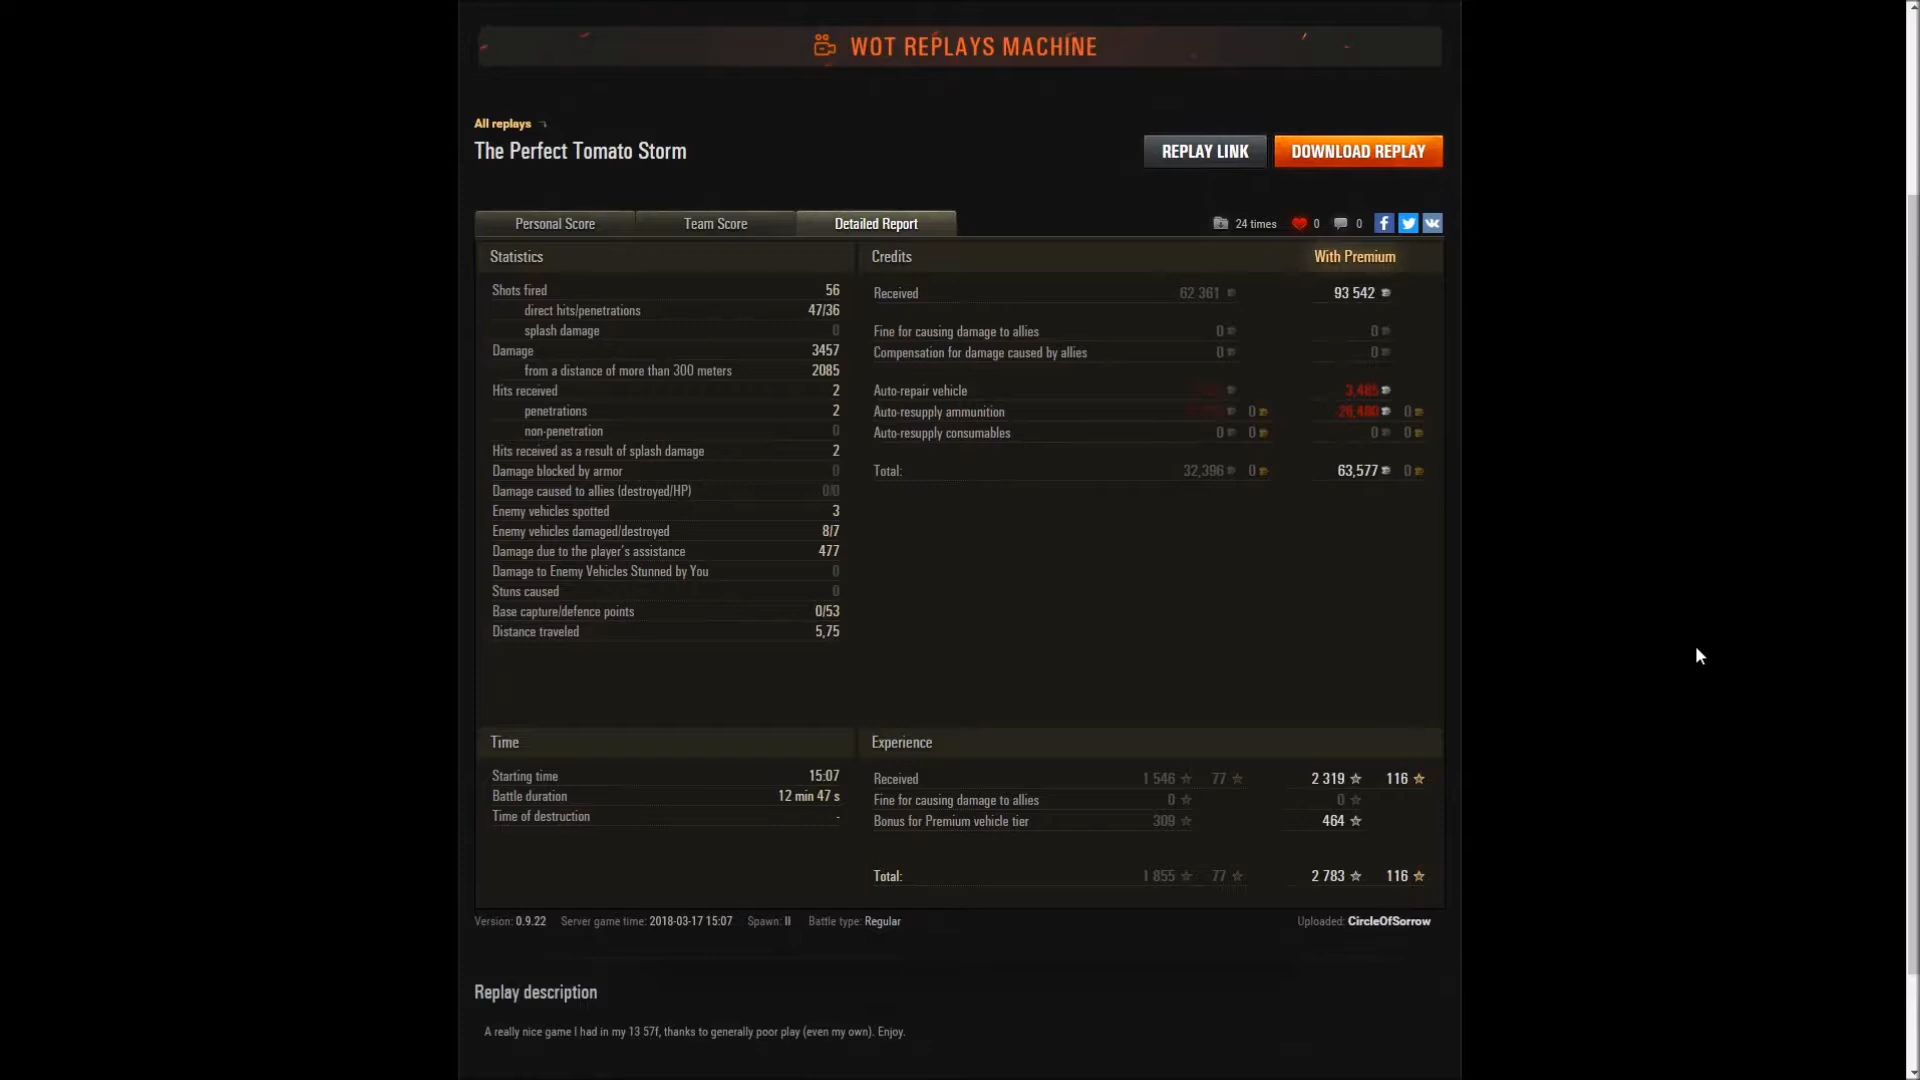 WOT REPLAYS MACHINE
All replays
The Perfect Tomato Storm
REPLAY LINK
DOWNLOAD REPLAY
Personal Score
Team Score
Detailed Report
24 times
0
0
Statistics
Shots fired 56
direct hits/penetrations 47/36
splash damage 0
Damage 3457
from a distance of more than 300 meters 2085
Hits received 2
penetrations 2
non-penetration 0
Hits received as a result of splash damage 2
Damage blocked by armor 0
Damage caused to allies (destroyed/HP) 0/0
Enemy vehicles spotted 3
Enemy vehicles damaged/destroyed 8/7
Damage due to the player's assistance 477
Damage to Enemy Vehicles Stunned by You 0
Stuns caused 0
Base capture/defence points 0/53
Distance traveled 5,75
Credits With Premium
Received 62 361 93 542
Fine for causing damage to allies 0 0
Compensation for damage caused by allies 0 0
Auto-repair vehicle 3,485
Auto-resupply ammunition 0 26,480 0
Auto-resupply consumables 0 0 0 0
Total: 32,396 0 63,577 0
Time
Starting time 15:07
Battle duration 12 min 47 s
Time of destruction -
Experience
Received 1 546 77 2 319 116
Fine for causing damage to allies 0 0
Bonus for Premium vehicle tier 309 464
Total: 1 855 77 2 783 116
Version: 0.9.22 Server game time: 2018-03-17 15:07 Spawn: II Battle type: Regular
Uploaded: CircleOfSorrow
Replay description
A really nice game I had in my 13 57f, thanks to generally poor play (even my own). Enjoy.